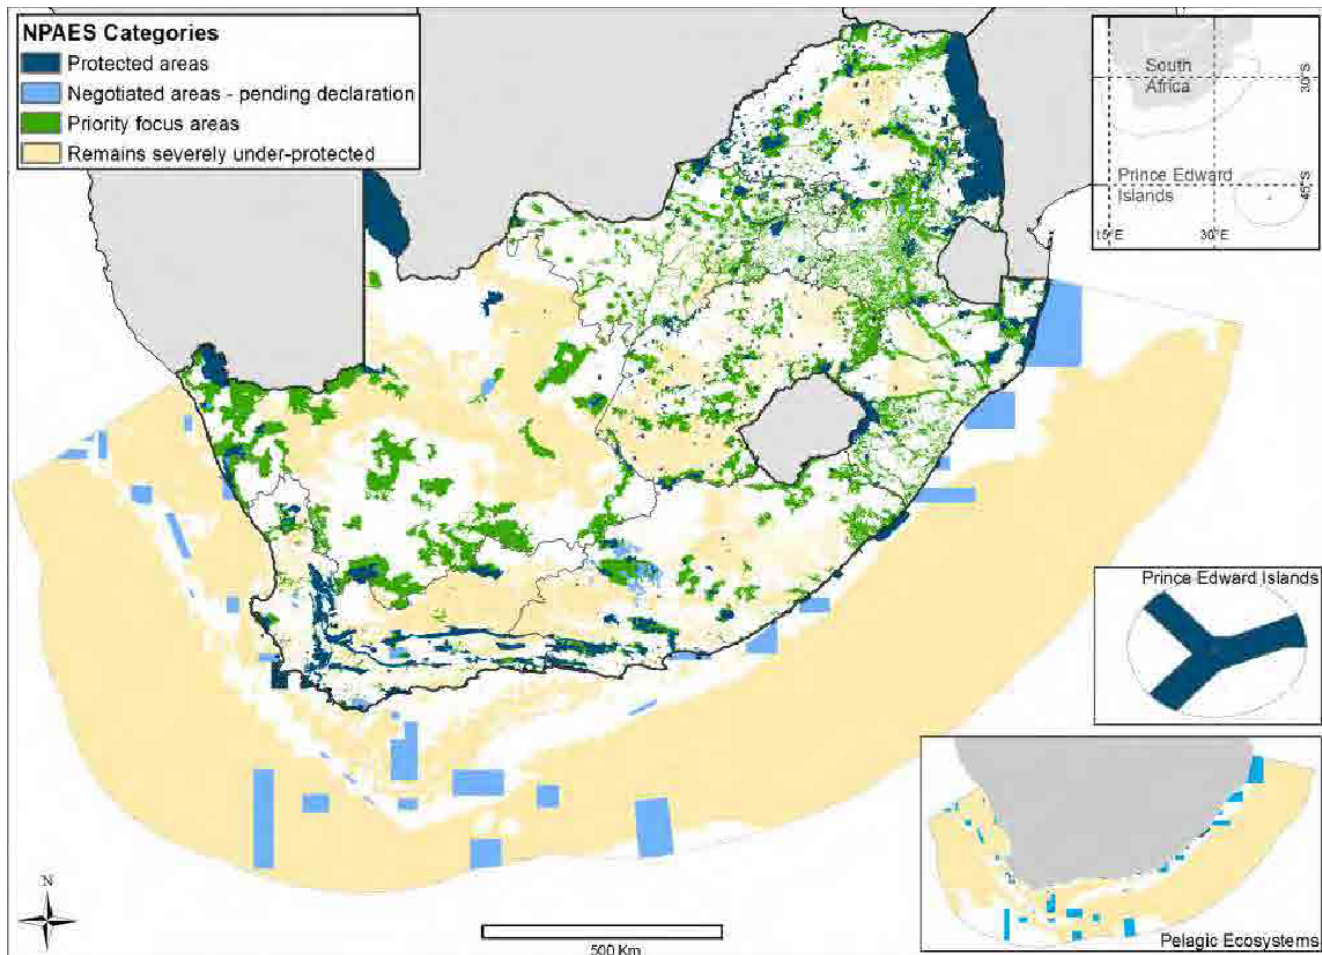 NPAES Categories
Protected areas
Negotiated areas - pending declaration
Priority focus areas
Remains severely under-protected
South
Africa
30°S
Prince Edward
Islands
45°S
15°E
30°E
Prince Edward Islands
N
500 Km
Pelagic Ecosystems